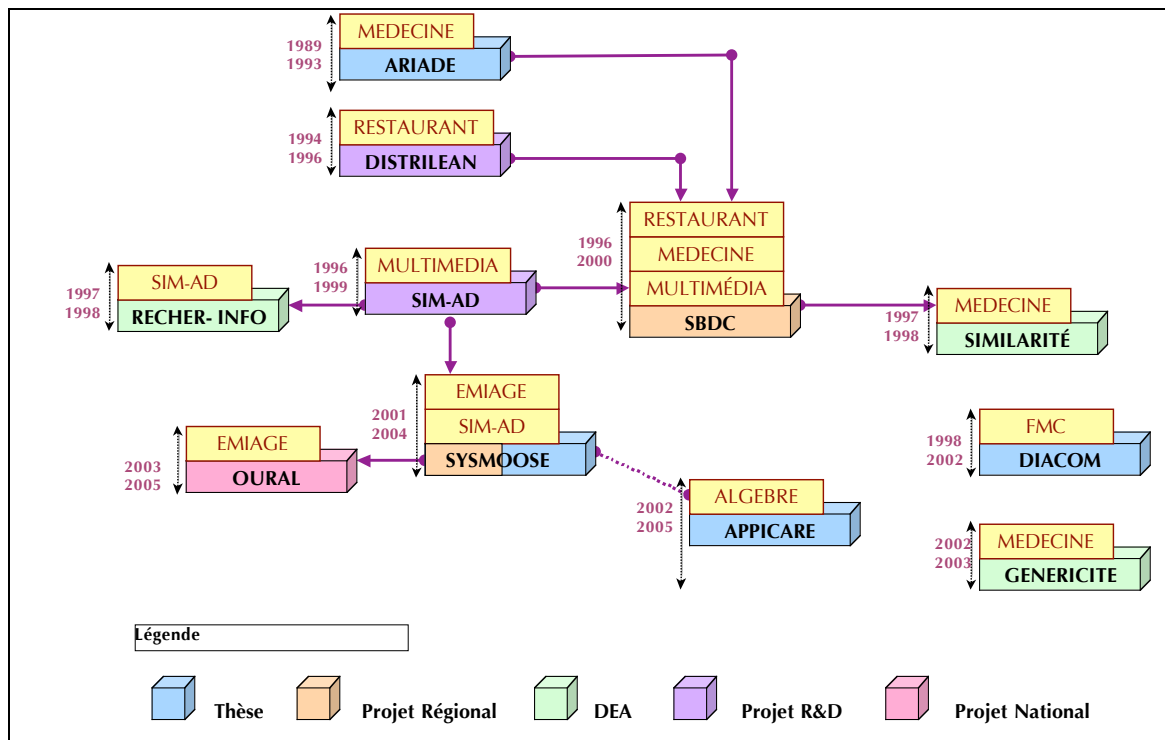 1989
1993
MEDECINE
ARIADE
1994
1996
RESTAURANT
DISTRILEAN
1996
2000
RESTAURANT
MEDECINE
MULTIMÉDIA
SBDC
1997
1998
SIM-AD
RECHER- INFO
1996
1999
MULTIMEDIA
SIM-AD
1997
1998
MEDECINE
SIMILARITÉ
2001
2004
EMIAGE
SIM-AD
SYSMOOSE
2003
2005
EMIAGE
OURAL
1998
2002
FMC
DIACOM
2002
2005
ALGEBRE
APPICARE
2002
2003
MEDECINE
GENERICITE
Légende
Thèse
Projet Régional
DEA
Projet R&D
Projet National